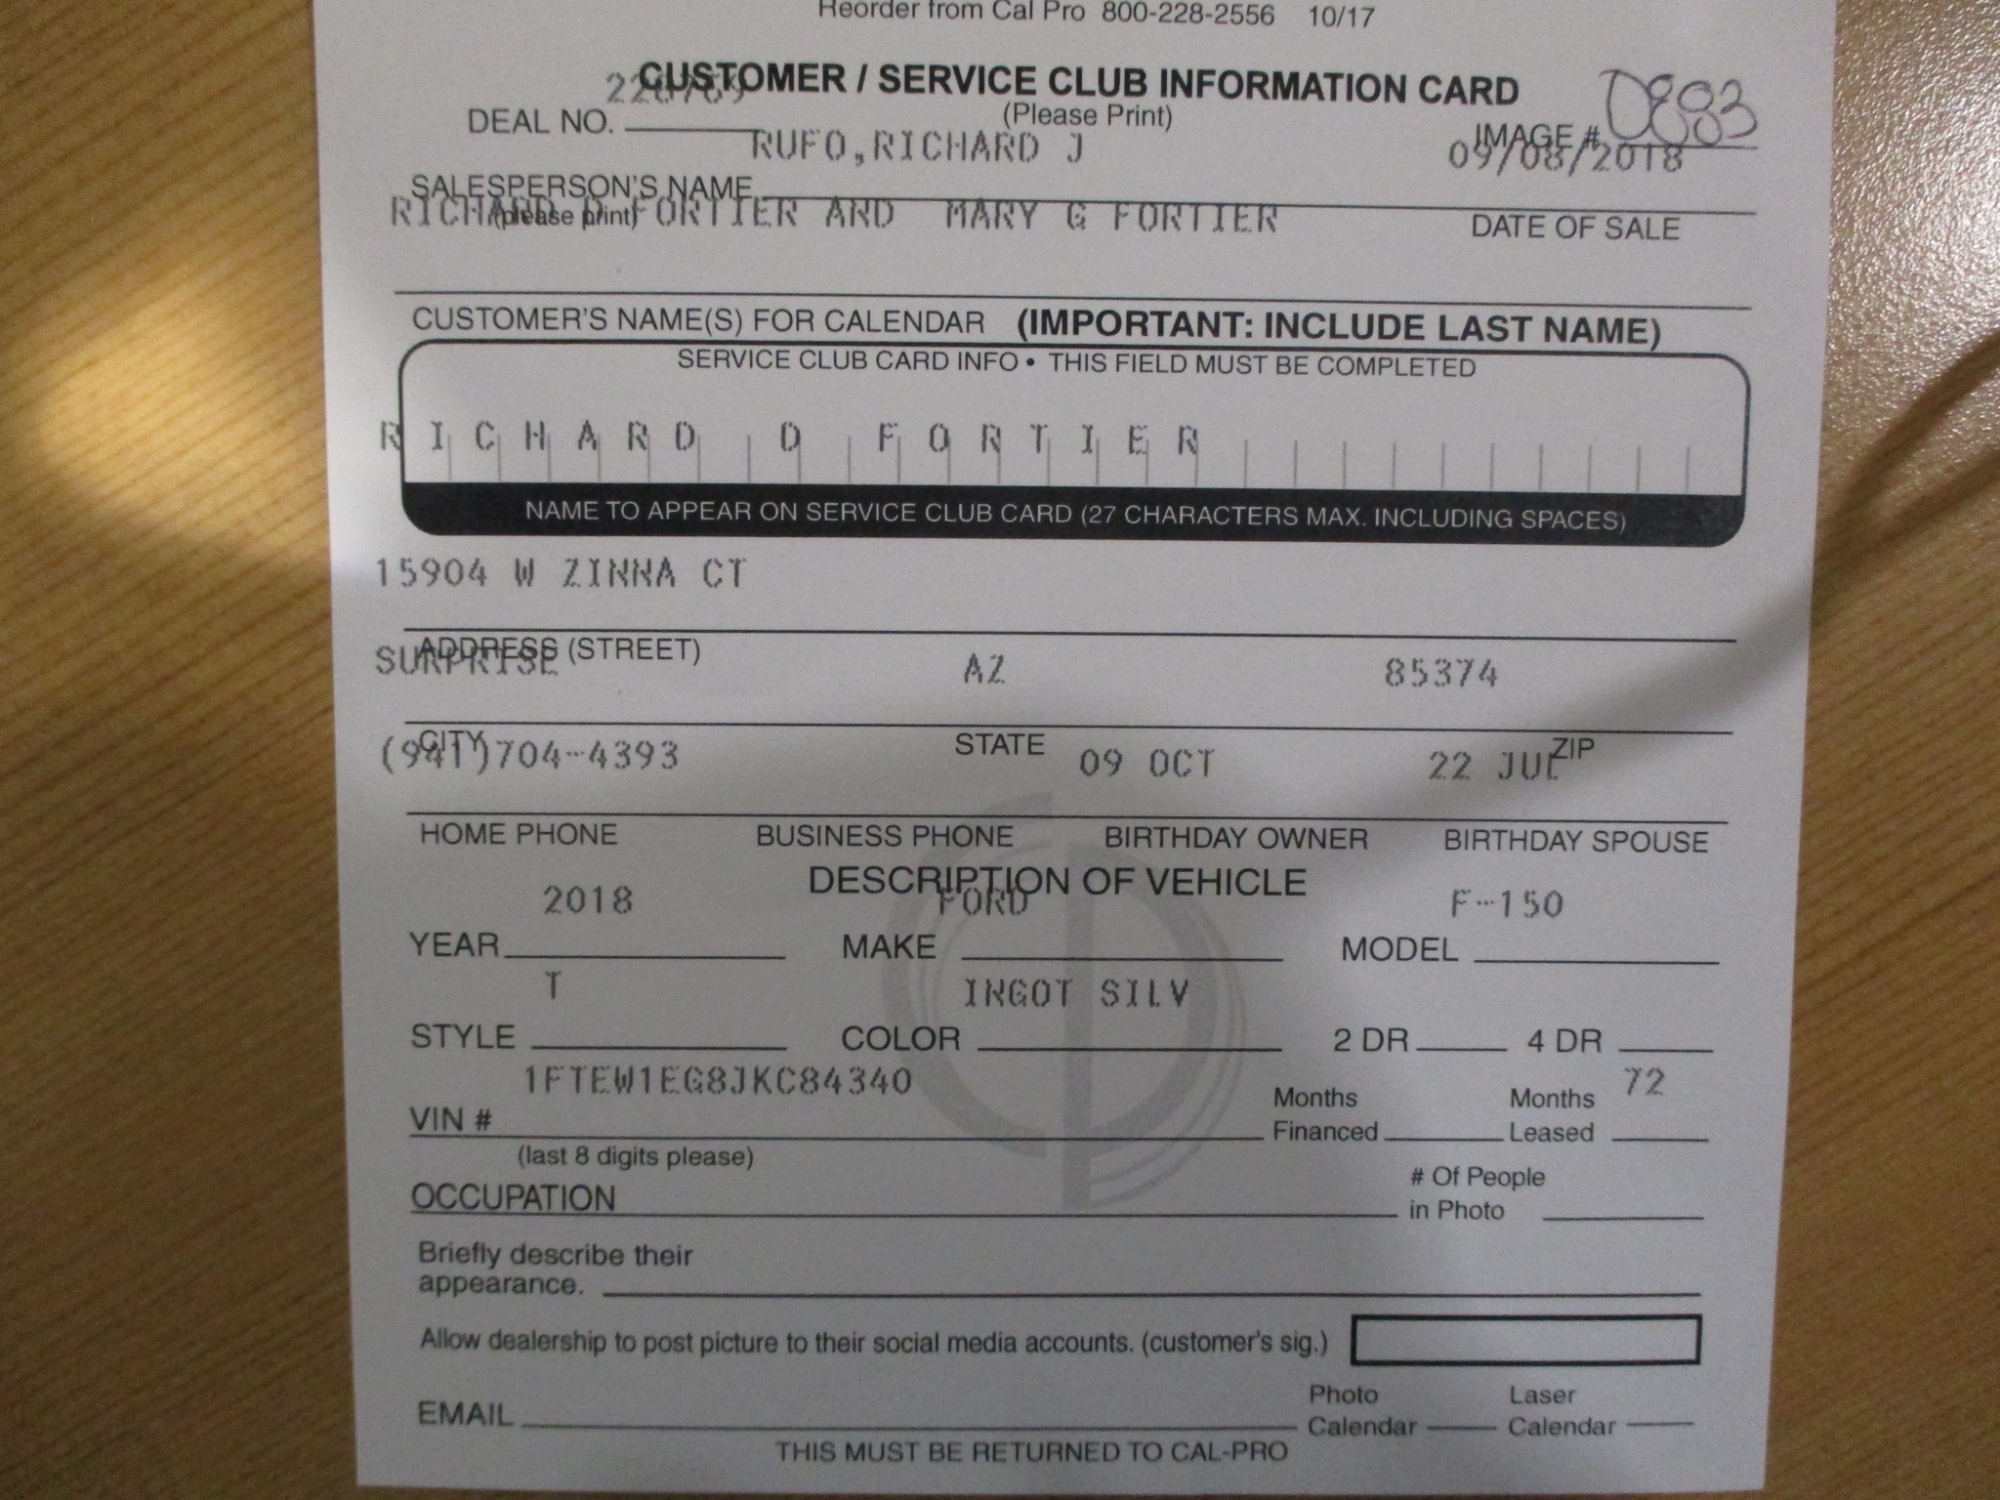 Reorder from Cal Pro 800-228-2556 10/17
CUSTOMER / SERVICE CLUB INFORMATION CARD
(Please Print)
DEAL NO.
IMAGE # D883
RUFO,RICHARD J 09/08/2018
SALESPERSON'S NAME
(please print)
DATE OF SALE
RICHARD D FORTIER AND MARY G FORTIER
CUSTOMER'S NAME(S) FOR CALENDAR (IMPORTANT: INCLUDE LAST NAME)
SERVICE CLUB CARD INFO • THIS FIELD MUST BE COMPLETED
RICHARD D FORTIER
NAME TO APPEAR ON SERVICE CLUB CARD (27 CHARACTERS MAX. INCLUDING SPACES)
15904 W ZINNA CT
ADDRESS (STREET)
SURPRISE AZ 85374
CITY STATE ZIP
(941)704-4393 09 OCT 22 JUL
HOME PHONE BUSINESS PHONE BIRTHDAY OWNER BIRTHDAY SPOUSE
DESCRIPTION OF VEHICLE
2018 FORD F-150
YEAR MAKE MODEL
T INGOT SILV
STYLE COLOR 2 DR 4 DR
1FTEW1EG8JKC84340 72
VIN # Months Financed Months Leased
(last 8 digits please)
OCCUPATION # Of People in Photo
Briefly describe their
appearance.
Allow dealership to post picture to their social media accounts. (customer's sig.)
EMAIL Photo Calendar Laser Calendar
THIS MUST BE RETURNED TO CAL-PRO